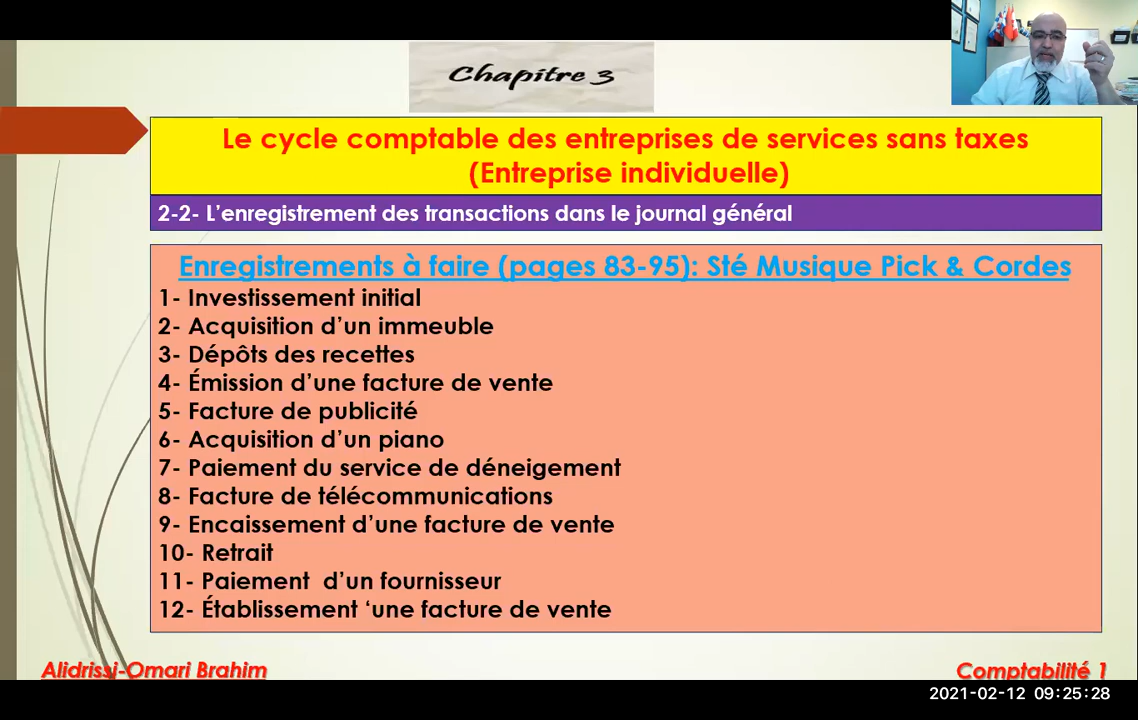 Chapitre 3
Le cycle comptable des entreprises de services sans taxes
(Entreprise individuelle)
2-2- L'enregistrement des transactions dans le journal général
Enregistrements à faire (pages 83-95): Sté Musique Pick & Cordes
1- Investissement initial
2- Acquisition d'un immeuble
3- Dépôts des recettes
4- Émission d'une facture de vente
5- Facture de publicité
6- Acquisition d'un piano
7- Paiement du service de déneigement
8- Facture de télécommunications
9- Encaissement d'une facture de vente
10- Retrait
11- Paiement  d'un fournisseur
12- Établissement ‘une facture de vente
Alidrissi-Omari Brahim
Comptabilité 1
2021-02-12 09:25:28